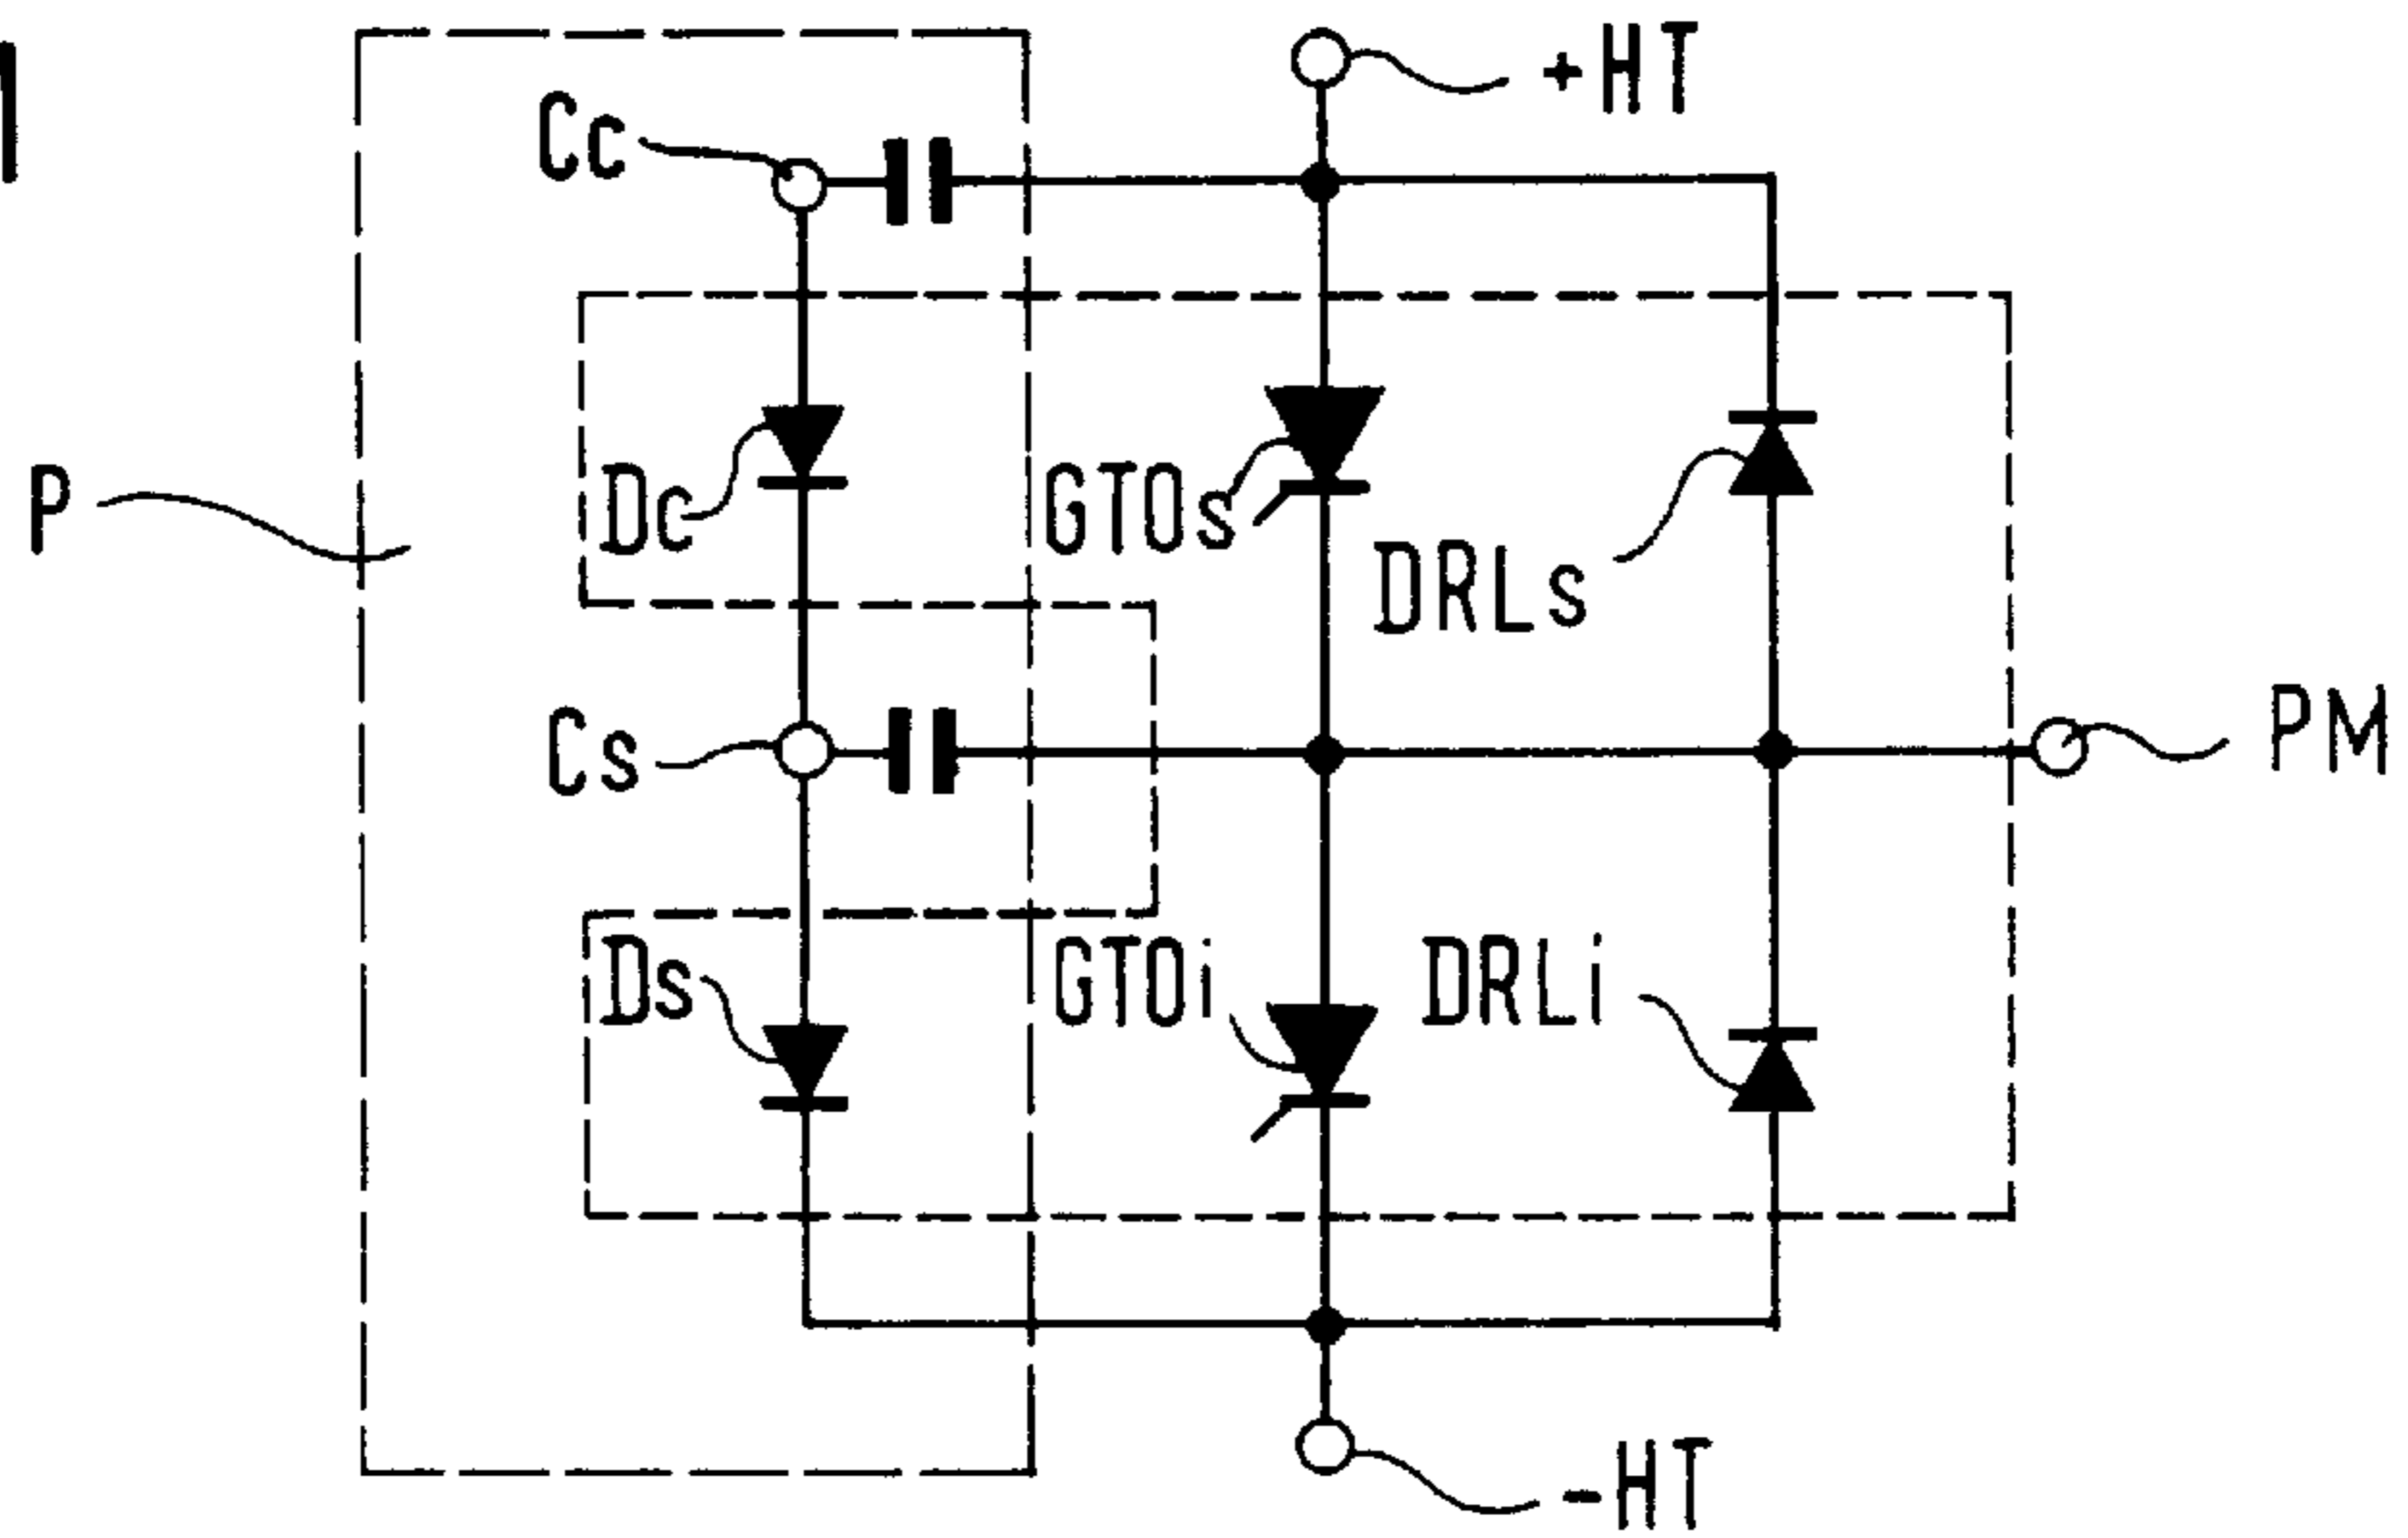 +HT
Cc
P
Dc
GTOs
DRLs
Cs
PM
Ds
GTOi
DRLi
-HT